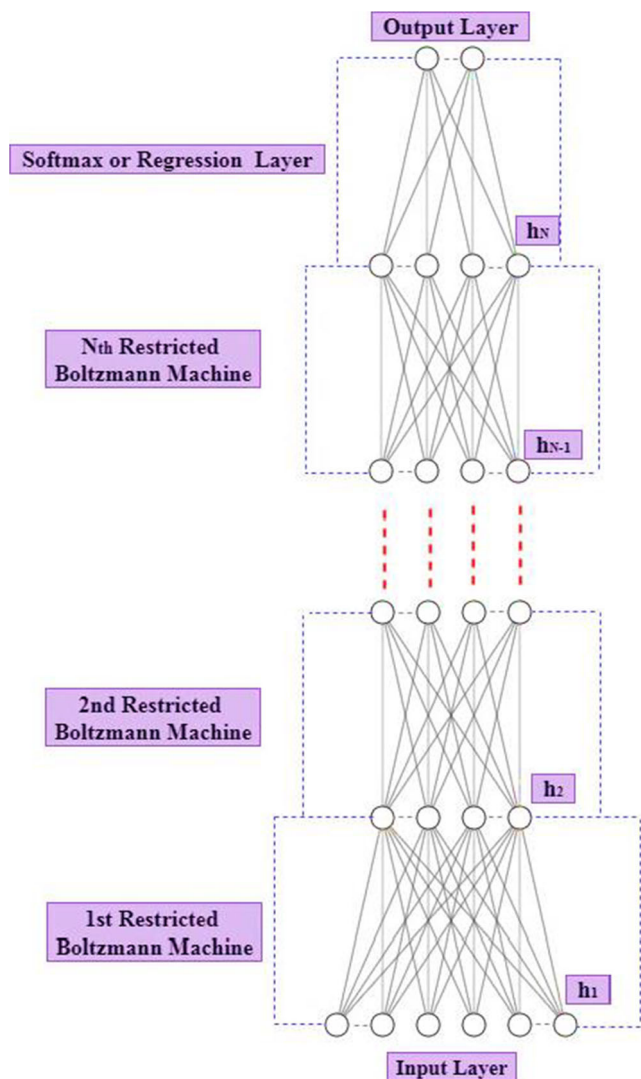 Output Layer
Softmax or Regression Layer
hN
Nth Restricted
Boltzmann Machine
hN-1
2nd Restricted
Boltzmann Machine
h2
1st Restricted
Boltzmann Machine
h1
Input Layer